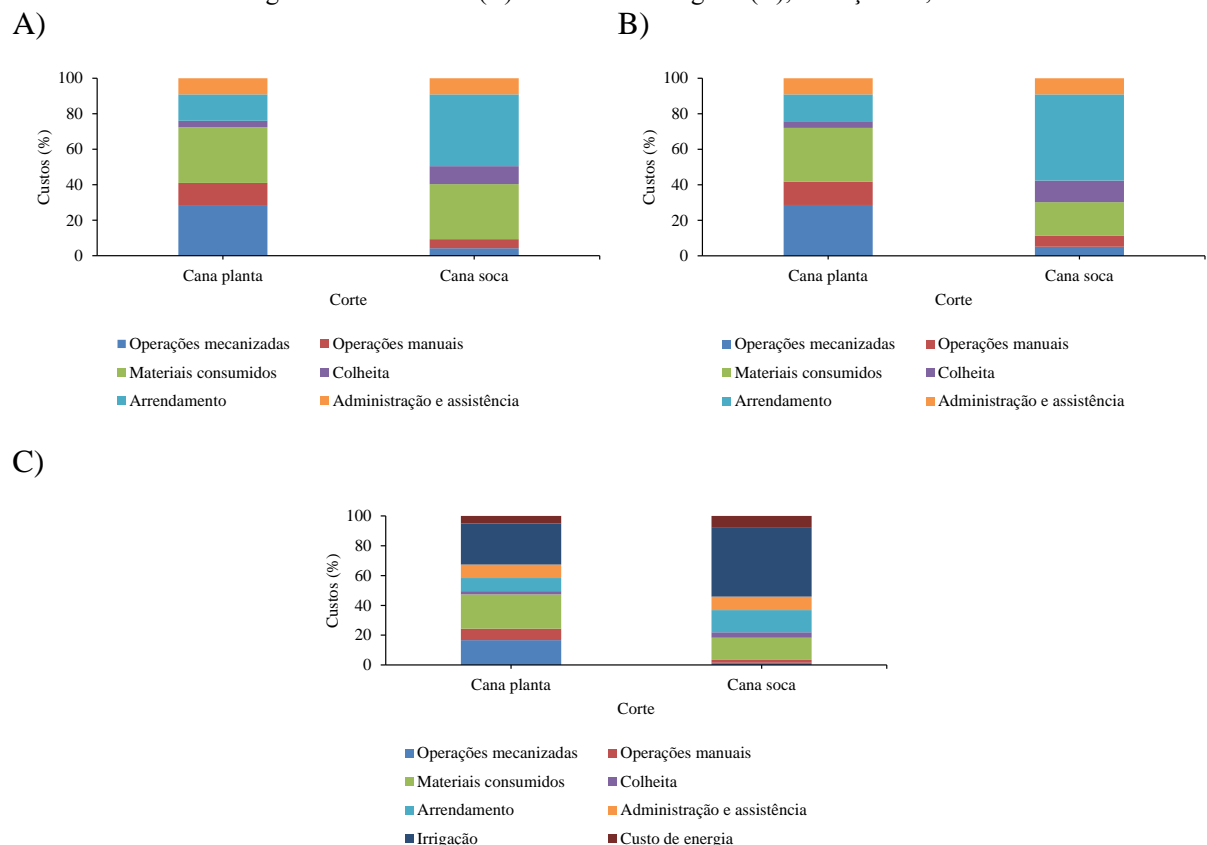 A)
B)
100
80
60
40
20
0
Custos (%)
Cana planta
Cana soca
Corte
Operações mecanizadas
Operações manuais
Materiais consumidos
Colheita
Arrendamento
Administração e assistência
100
80
60
40
20
0
Custos (%)
Cana planta
Cana soca
Corte
Operações mecanizadas
Operações manuais
Materiais consumidos
Colheita
Arrendamento
Administração e assistência
C)
100
80
60
40
20
0
Custos (%)
Cana planta
Cana soca
Corte
Operações mecanizadas
Operações manuais
Materiais consumidos
Colheita
Arrendamento
Administração e assistência
Irrigação
Custo de energia